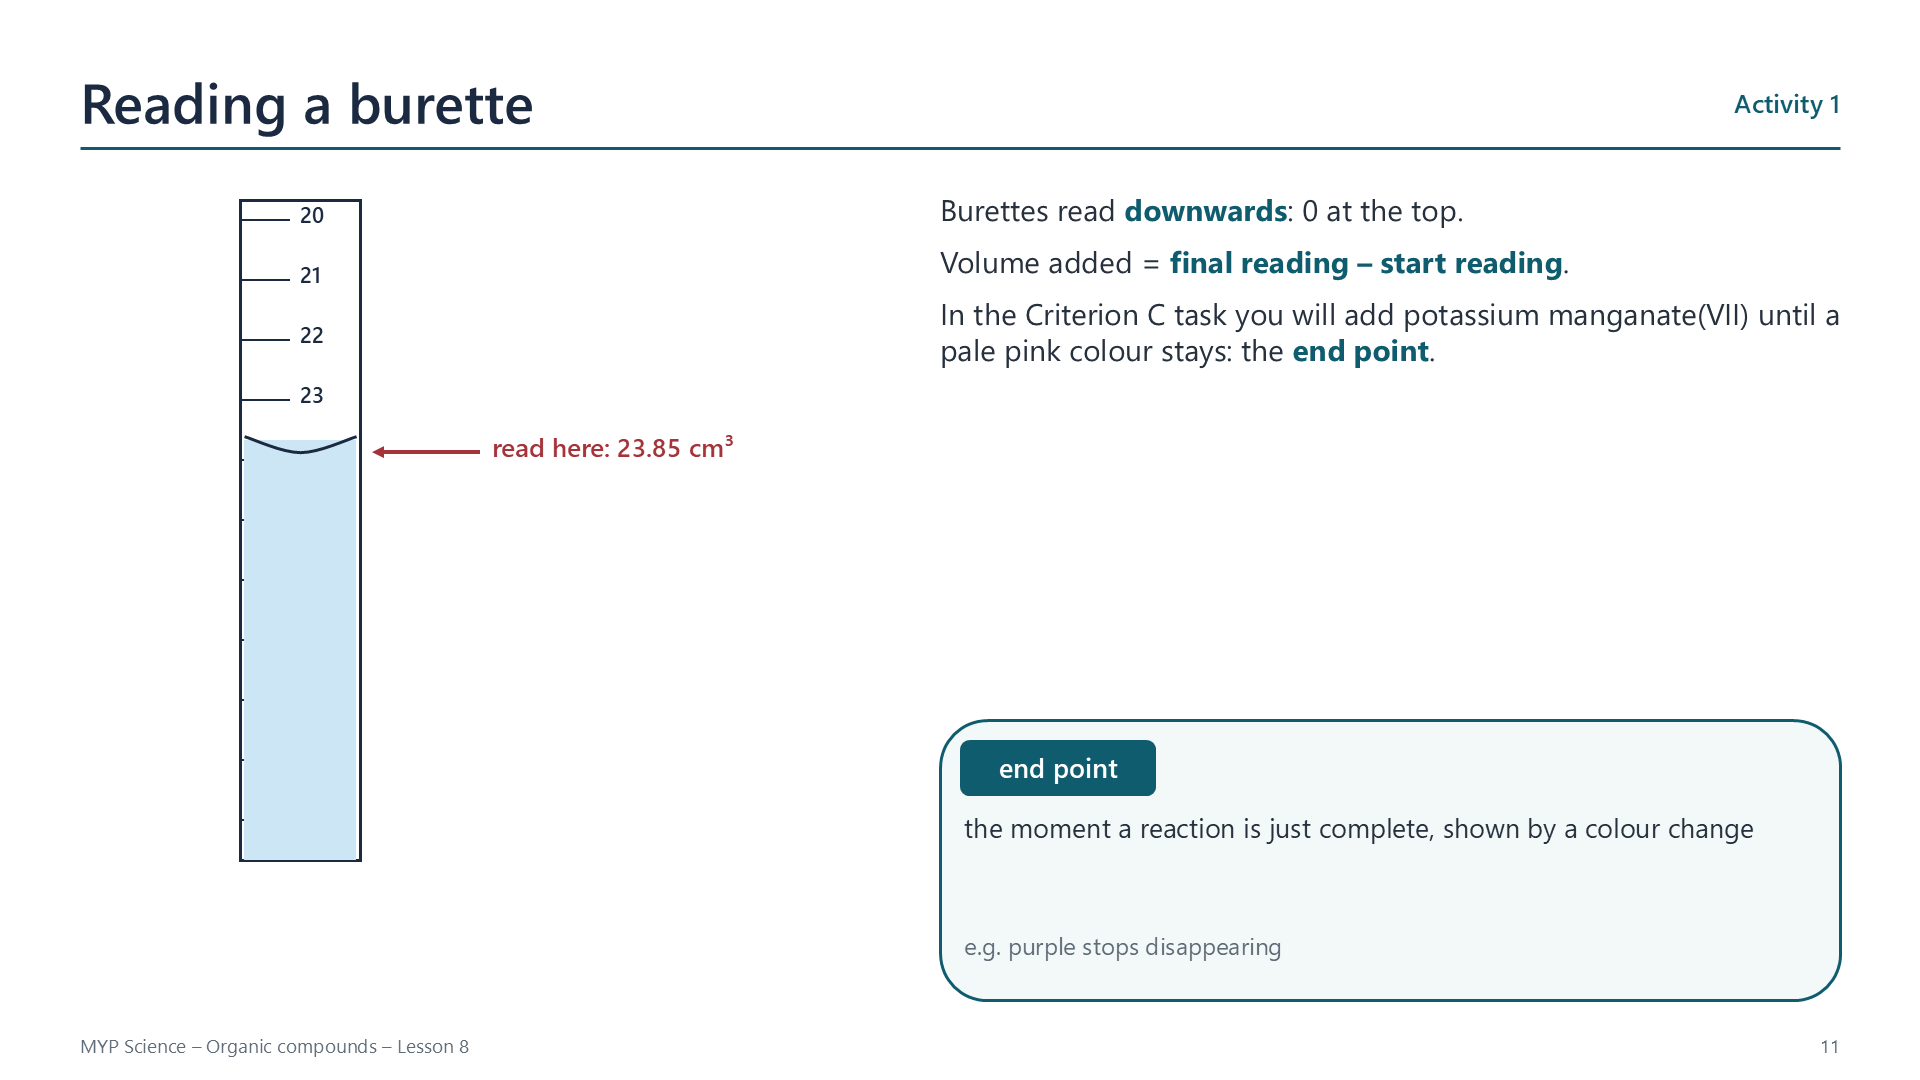 Reading a burette
Activity 1
20
21
22
23
read here: 23.85 cm³
Burettes read downwards: 0 at the top.
Volume added = final reading – start reading.
In the Criterion C task you will add potassium manganate(VII) until a
pale pink colour stays: the end point.
end point
the moment a reaction is just complete, shown by a colour change
e.g. purple stops disappearing
MYP Science – Organic compounds – Lesson 8
11